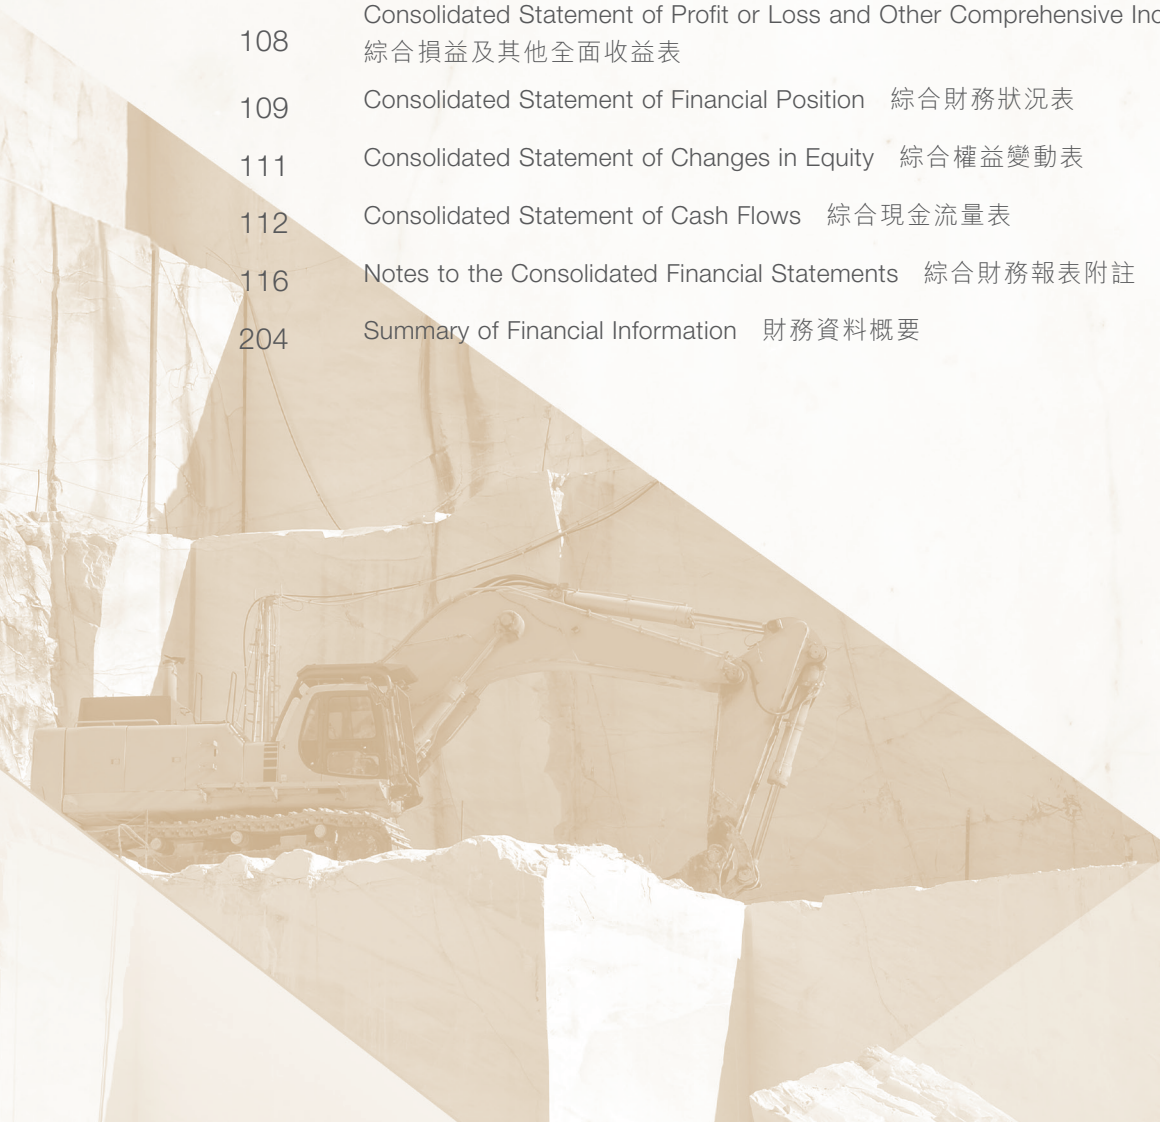 Consolidated Statement of Profit or Loss and Other Comprehensive
108
綜合損益及其他全面收益表
109 Consolidated Statement of Financial Position 綜合財務狀況表
111 Consolidated Statement of Changes in Equity 綜合權益變動表
112 Consolidated Statement of Cash Flows 綜合現金流量表
116 Notes to the Consolidated Financial Statements 綜合財務報表附註
204 Summary of Financial Information 財務資料概要